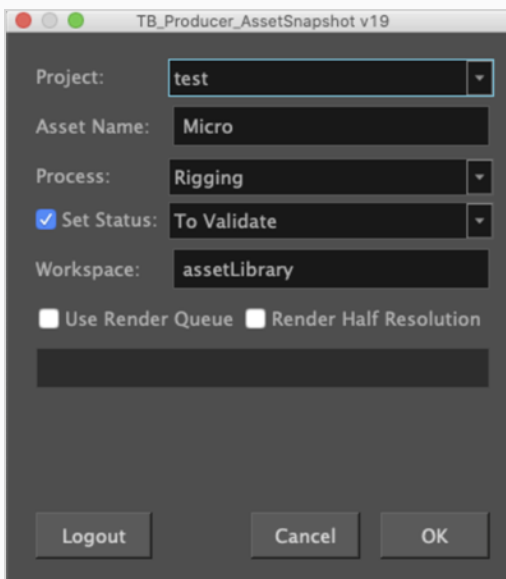 TB_Producer_AssetSnapshot v19
Project: test
Asset Name: Micro
Process: Rigging
Set Status: To Validate
Workspace: assetLibrary
Use Render Queue Render Half Resolution
Logout Cancel OK